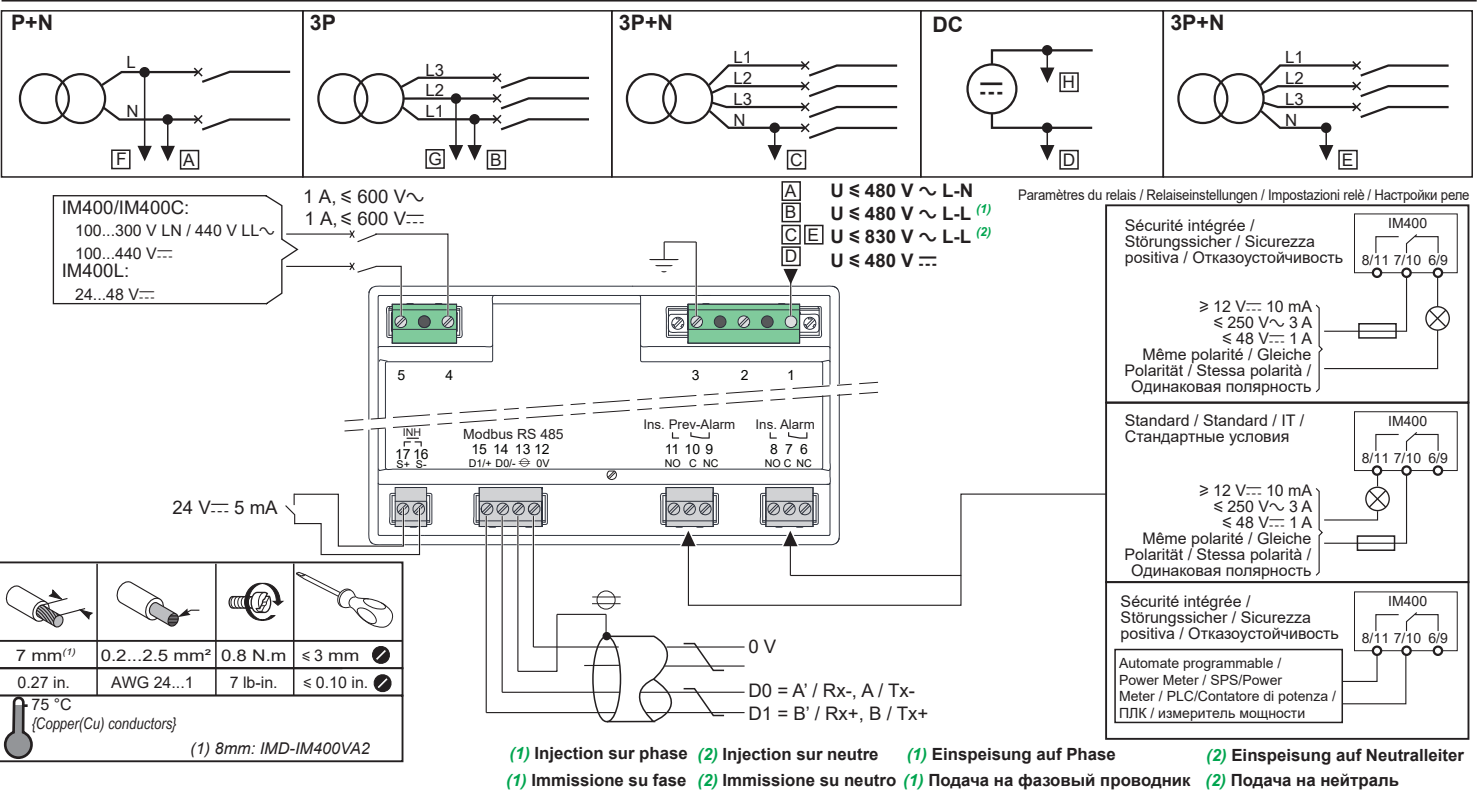 P+N
L
N
F
A
3P
L3
L2
L1
G
B
3P+N
L1
L2
L3
N
C
DC
H
D
3P+N
L1
L2
L3
N
E
IM400/IM400C:
100...300 V LN / 440 V LL∼
100...440 V⎓
IM400L:
24...48 V⎓
1 A, ≤ 600 V∼
1 A, ≤ 600 V⎓
A U ≤ 480 V ∼ L-N
B U ≤ 480 V ∼ L-L (1)
C E U ≤ 830 V ∼ L-L (2)
D U ≤ 480 V ⎓
5 4
3 2 1
INH
17 16
S+ S-
Modbus RS 485
15 14 13 12
D1/+ D0/- 0V
Ins. Prev-Alarm
11 10 9
NO C NC
Ins. Alarm
8 7 6
NO C NC
24 V⎓ 5 mA
0 V
D0 = A' / Rx-, A / Tx-
D1 = B' / Rx+, B / Tx+
7 mm(1) 0.2...2.5 mm² 0.8 N.m ≤ 3 mm
0.27 in. AWG 24...1 7 lb-in. ≤ 0.10 in.
75 °C
{Copper(Cu) conductors}
(1) 8mm: IMD-IM400VA2
Paramètres du relais / Relaiseinstellungen / Impostazioni relè / Настройки реле
Sécurité intégrée /
Störungssicher / Sicurezza
positiva / Отказоустойчивость
IM400
8/11 7/10 6/9
≥ 12 V⎓ 10 mA
≤ 250 V∼ 3 A
≤ 48 V⎓ 1 A
Même polarité / Gleiche
Polarität / Stessa polarità /
Одинаковая полярность
Standard / Standard / IT /
Стандартные условия
IM400
8/11 7/10 6/9
≥ 12 V⎓ 10 mA
≤ 250 V∼ 3 A
≤ 48 V⎓ 1 A
Même polarité / Gleiche
Polarität / Stessa polarità /
Одинаковая полярность
Sécurité intégrée /
Störungssicher / Sicurezza
positiva / Отказоустойчивость
IM400
8/11 7/10 6/9
Automate programmable /
Power Meter / SPS/Power
Meter / PLC/Contatore di potenza /
ПЛК / измеритель мощности
(1) Injection sur phase (2) Injection sur neutre (1) Einspeisung auf Phase (2) Einspeisung auf Neutralleiter
(1) Immissione su fase (2) Immissione su neutro (1) Подача на фазовый проводник (2) Подача на нейтраль